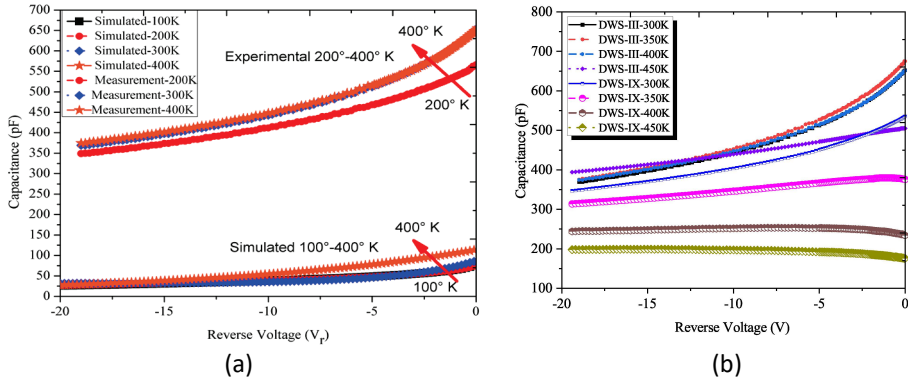 (a)
700
650
600
550
500
450
400
350
300
250
200
150
100
50
0
Capacitance (pF)
Simulated-100K
Simulated-200K
Simulated-300K
Simulated-400K
Measurement-200K
Measurement-300K
Measurement-400K
Experimental 200°-400° K
400° K
200° K
Simulated 100°-400° K
400° K
100° K
-20
-15
-10
-5
0
Reverse Voltage (Vr)
(a)
800
700
600
500
400
300
200
100
Capacitance (pF)
DWS-III-300K
DWS-III-350K
DWS-III-400K
DWS-III-450K
DWS-IX-300K
DWS-IX-350K
DWS-IX-400K
DWS-IX-450K
-20
-15
-10
-5
0
Reverse Voltage (V)
(b)
(b)